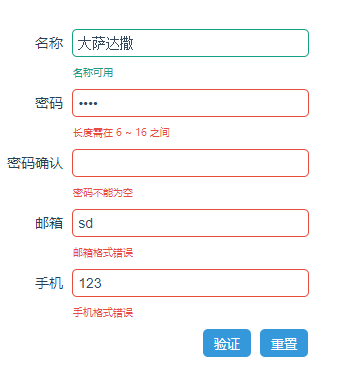 名称 大萨达撒
名称可用
密码 ••••
长度需在 6 ~ 16 之间
密码确认
密码不能为空
邮箱 sd
邮箱格式错误
手机 123
手机格式错误
验证 重置